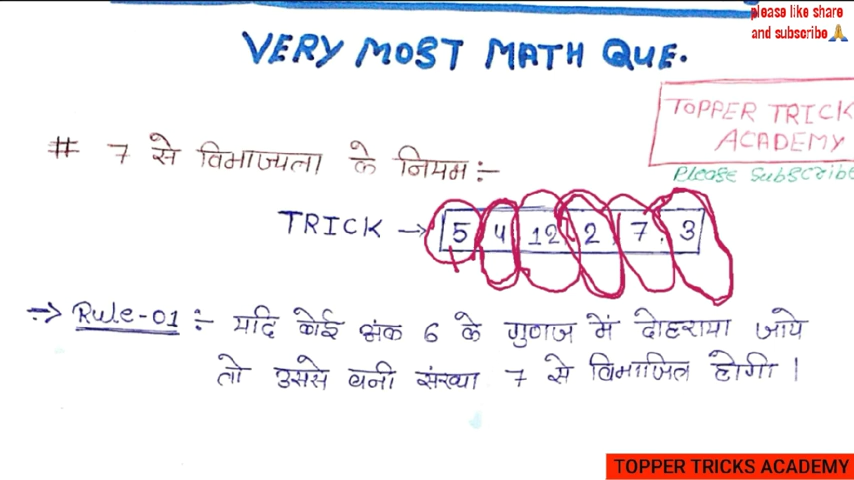 please like share
and subscribe🙏
VERY MOST MATH QUE.
TOPPER TRICK
ACADEMY
Please Subscribe
# 7 से विभाज्यता के नियम :-
TRICK → 5 4 12 2 7 3
→ Rule-01 :- यदि कोई अंक 6 के गुणज में दोहराया जाये
तो उससे बनी संख्या 7 से विभाजित होगी ।
TOPPER TRICKS ACADEMY